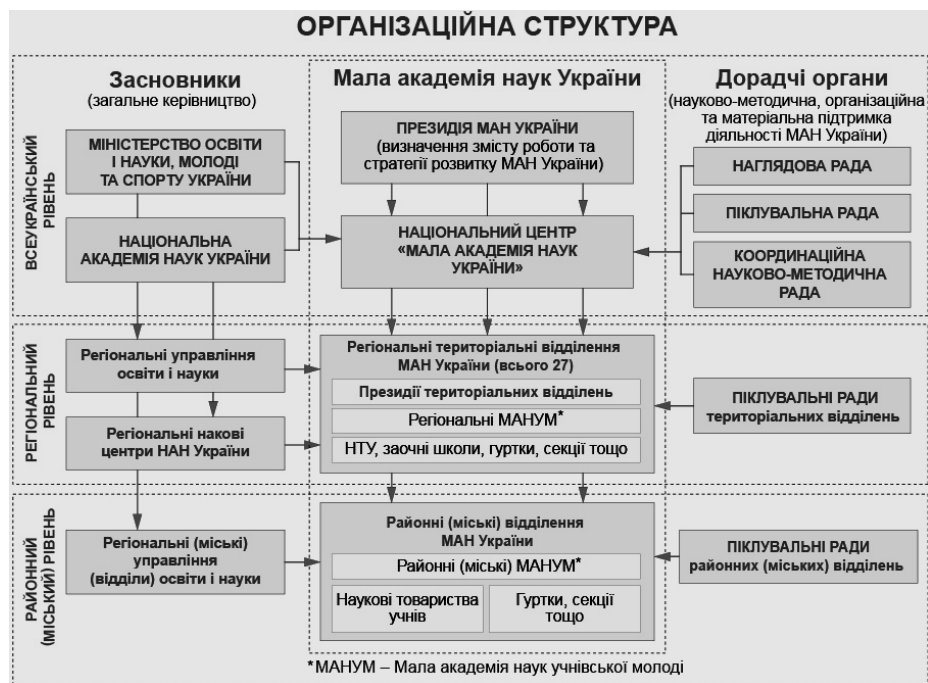 ОРГАНІЗАЦІЙНА СТРУКТУРА
ВСЕУКРАЇНСЬКИЙ
РІВЕНЬ
Засновники
(загальне керівництво)
МІНІСТЕРСТВО ОСВІТИ
І НАУКИ, МОЛОДІ
ТА СПОРТУ УКРАЇНИ
НАЦІОНАЛЬНА
АКАДЕМІЯ НАУК УКРАЇНИ
Мала академія наук України
ПРЕЗИДІЯ МАН УКРАЇНИ
(визначення змісту роботи та
стратегії розвитку МАН України)
НАЦІОНАЛЬНИЙ ЦЕНТР
«МАЛА АКАДЕМІЯ НАУК
УКРАЇНИ»
Дорадчі органи
(науково-методична, організаційна
та матеріальна підтримка
діяльності МАН України)
НАГЛЯДОВА РАДА
ПІКЛУВАЛЬНА РАДА
КООРДИНАЦІЙНА
НАУКОВО-МЕТОДИЧНА
РАДА
РЕГІОНАЛЬНИЙ
РІВЕНЬ
Регіональні управління
освіти і науки
Регіональні накові
центри НАН України
Регіональні територіальні відділення
МАН України (всього 27)
Президії територіальних відділень
Регіональні МАНУМ*
НТУ, заочні школи, гуртки, секції тощо
ПІКЛУВАЛЬНІ РАДИ
територіальних відділень
РАЙОННИЙ
(МІСЬКИЙ) РІВЕНЬ
Регіональні (міські)
управління
(відділи) освіти і науки
Районні (міські) відділення
МАН України
Районні (міські) МАНУМ*
Наукові товариства
учнів
Гуртки, секції
тощо
ПІКЛУВАЛЬНІ РАДИ
районних (міських) відділень
*МАНУМ – Мала академія наук учнівської молоді